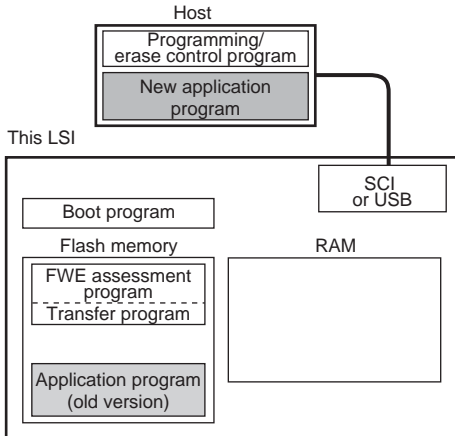 Host
Programming/
erase control program
New application
program
This LSI
SCI
or USB
Boot program
Flash memory
RAM
FWE assessment
program
Transfer program
Application program
(old version)